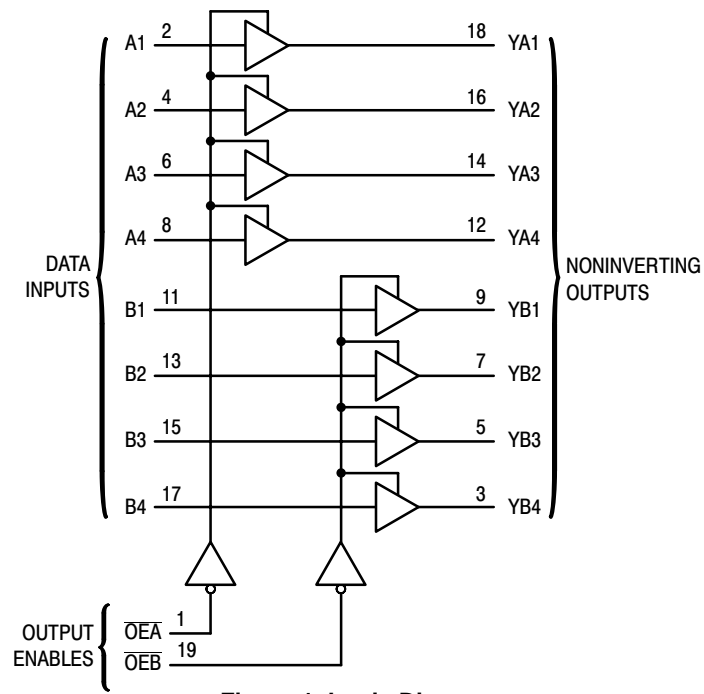 A1 2 18 YA1
A2 4 16 YA2
A3 6 14 YA3
A4 8 12 YA4
DATA
INPUTS
NONINVERTING
OUTPUTS
B1 11 9 YB1
B2 13 7 YB2
B3 15 5 YB3
B4 17 3 YB4
OUTPUT
ENABLES
O̅E̅A̅ 1
O̅E̅B̅ 19